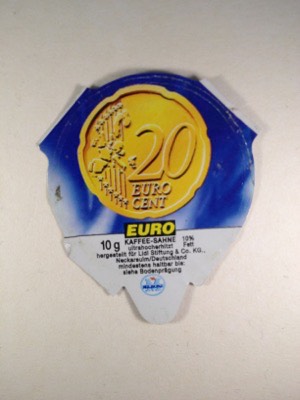 20
EURO
CENT
EURO
10 g KAFFEE-SAHNE 10%
ultrahocherhitzt Fett
hergestellt für Lidl Stiftung & Co. KG.,
Neckarsulm/Deutschland
mindestens haltbar bis:
siehe Bodenprägung